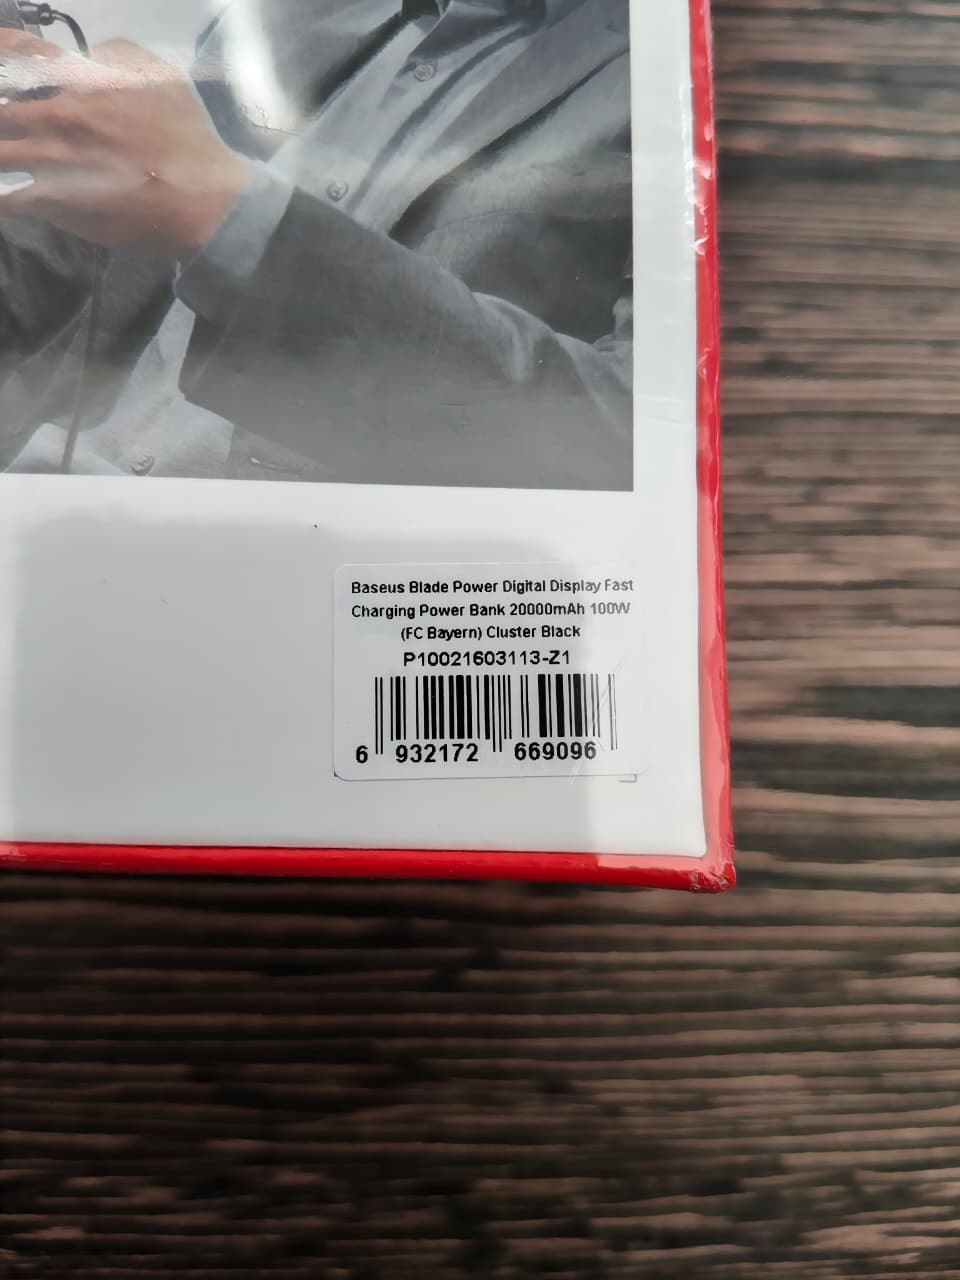 Baseus Blade Power Digital Display Fast
Charging Power Bank 20000mAh 100W
(FC Bayern) Cluster Black
P10021603113-Z1
6 932172 669096